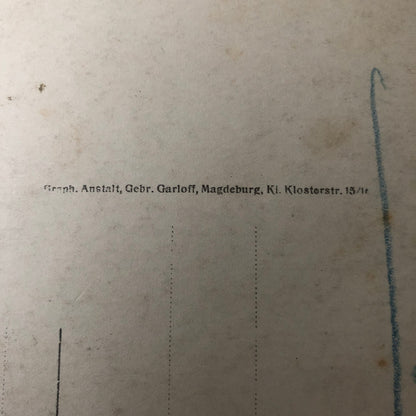 Graph. Anstalt, Gebr. Garloff, Magdeburg, Kl. Klosterstr. 15/16